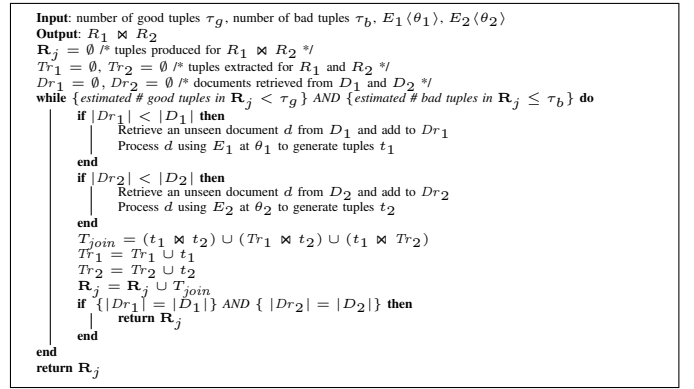 Input: number of good tuples τg, number of bad tuples τb, E1⟨θ1⟩, E2⟨θ2⟩
Output: R1 ⋈ R2
Rj = ∅ /* tuples produced for R1 ⋈ R2 */
Tr1 = ∅, Tr2 = ∅ /* tuples extracted for R1 and R2 */
Dr1 = ∅, Dr2 = ∅ /* documents retrieved from D1 and D2 */
while {estimated # good tuples in Rj < τg} AND {estimated # bad tuples in Rj ≤ τb} do
if |Dr1| < |D1| then
Retrieve an unseen document d from D1 and add to Dr1
Process d using E1 at θ1 to generate tuples t1
end
if |Dr2| < |D2| then
Retrieve an unseen document d from D2 and add to Dr2
Process d using E2 at θ2 to generate tuples t2
end
Tjoin = (t1 ⋈ t2) ∪ (Tr1 ⋈ t2) ∪ (t1 ⋈ Tr2)
Tr1 = Tr1 ∪ t1
Tr2 = Tr2 ∪ t2
Rj = Rj ∪ Tjoin
if {|Dr1| = |D1|} AND { |Dr2| = |D2|} then
return Rj
end
end
return Rj